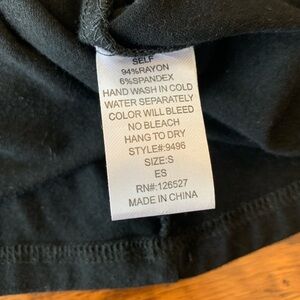 SELF
94%RAYON
6%SPANDEX
HAND WASH IN COLD
WATER SEPARATELY
COLOR WILL BLEED
NO BLEACH
HANG TO DRY
STYLE#:9496
SIZE:S
ES
RN#:126527
MADE IN CHINA